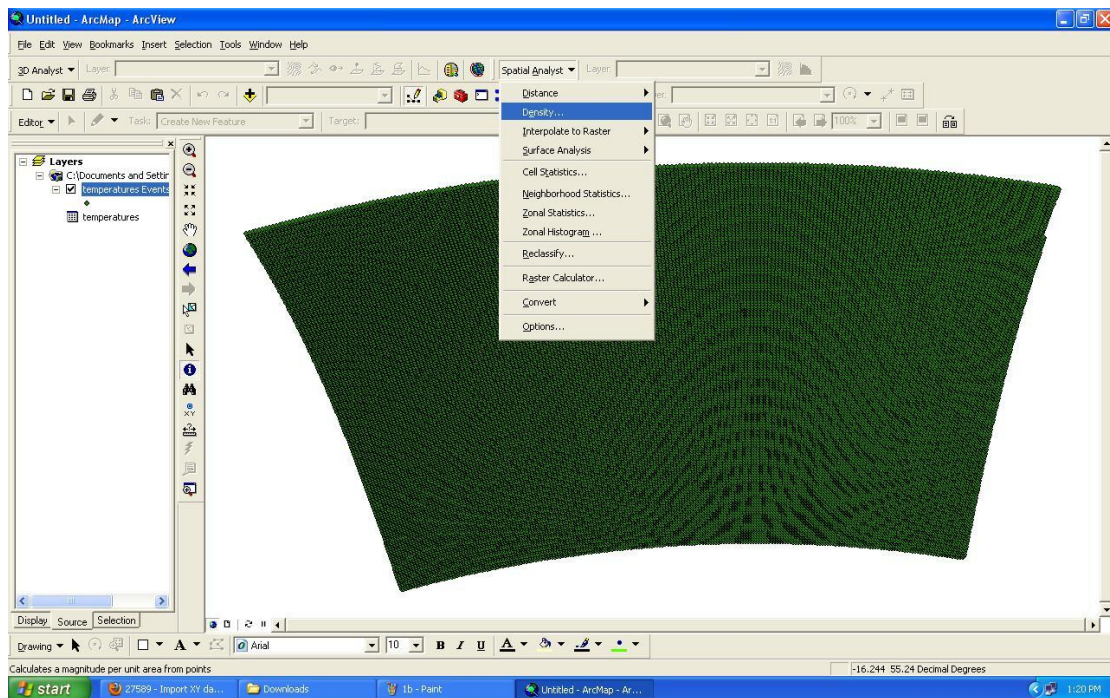 Untitled - ArcMap - ArcView
File Edit View Bookmarks Insert Selection Tools Window Help
3D Analyst Layer: Spatial Analyst Layer:
Editor Task: Create New Feature Target: 100%
Distance
Density...
Interpolate to Raster
Surface Analysis
Cell Statistics...
Neighborhood Statistics...
Zonal Statistics...
Zonal Histogram ...
Reclassify...
Raster Calculator...
Convert
Options...
Layers
C:\Documents and Settin
temperatures Events
temperatures
XY
Display Source Selection
Drawing A Arial 10 B I U A
Calculates a magnitude per unit area from points
-16.244 55.24 Decimal Degrees
start 27589 - Import XY da... Downloads 1b - Paint Untitled - ArcMap - Ar... 1:20 PM